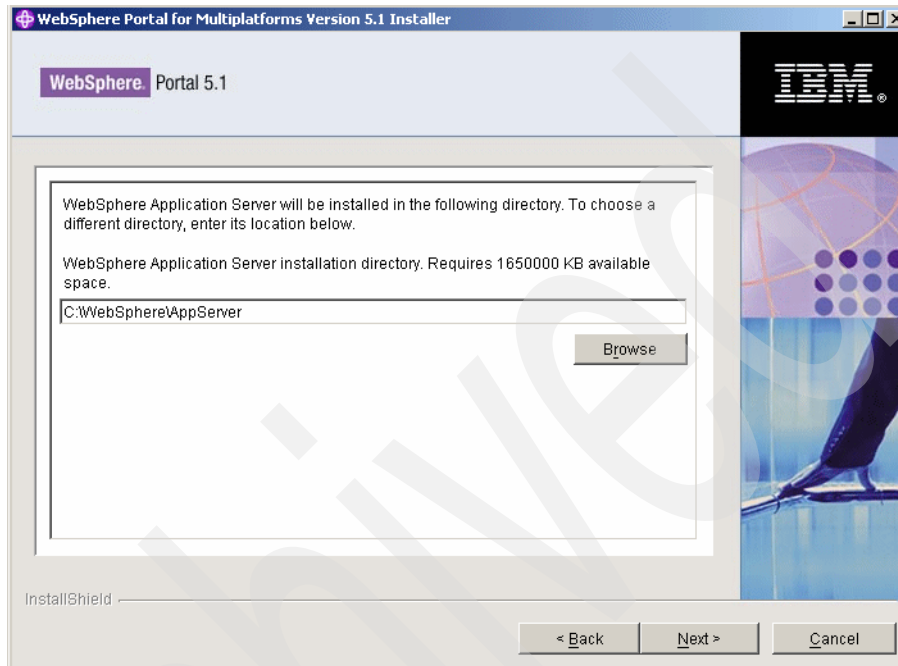 WebSphere Portal for Multiplatforms Version 5.1 Installer
WebSphere. Portal 5.1
IBM®
WebSphere Application Server will be installed in the following directory. To choose a
different directory, enter its location below.
WebSphere Application Server installation directory. Requires 1650000 KB available
space.
C:\WebSphere\AppServer
Browse
InstallShield
< Back
Next >
Cancel